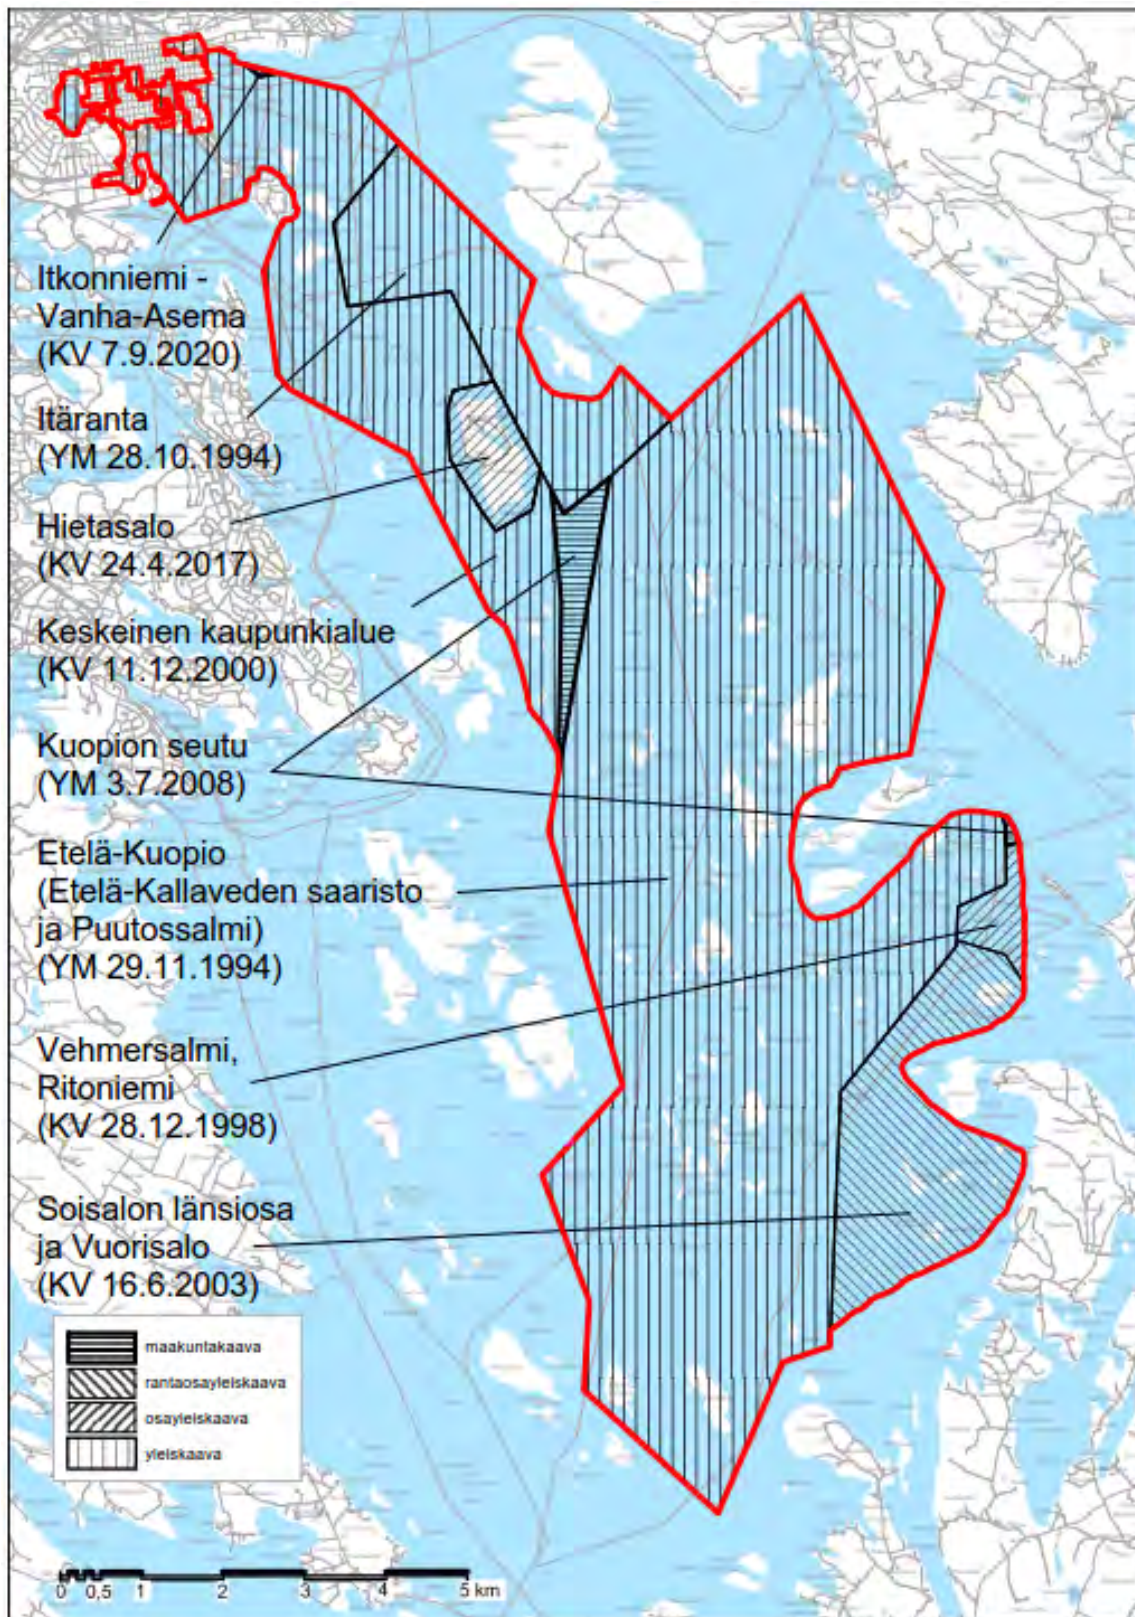 Itkonniemi -
Vanha-Asema
(KV 7.9.2020)
Itäranta
(YM 28.10.1994)
Hietasalo
(KV 24.4.2017)
Keskeinen kaupunkialue
(KV 11.12.2000)
Kuopion seutu
(YM 3.7.2008)
Etelä-Kuopio
(Etelä-Kallaveden saaristo
ja Puutossalmi)
(YM 29.11.1994)
Vehmersalmi,
Ritoniemi
(KV 28.12.1998)
Soisalon länsiosa
ja Vuorisalo
(KV 16.6.2003)
maakuntakaava
rantaosayleiskaava
osayleiskaava
yleiskaava
0 0,5 1 2 3 4 5 km